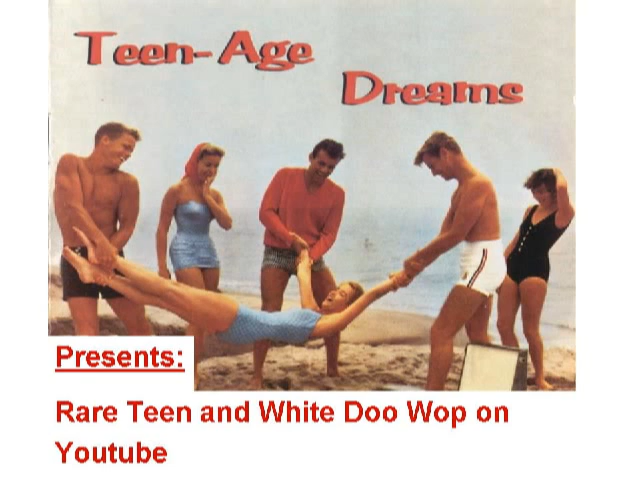 Teen-Age
Dreams
Presents:
Rare Teen and White Doo Wop on
Youtube